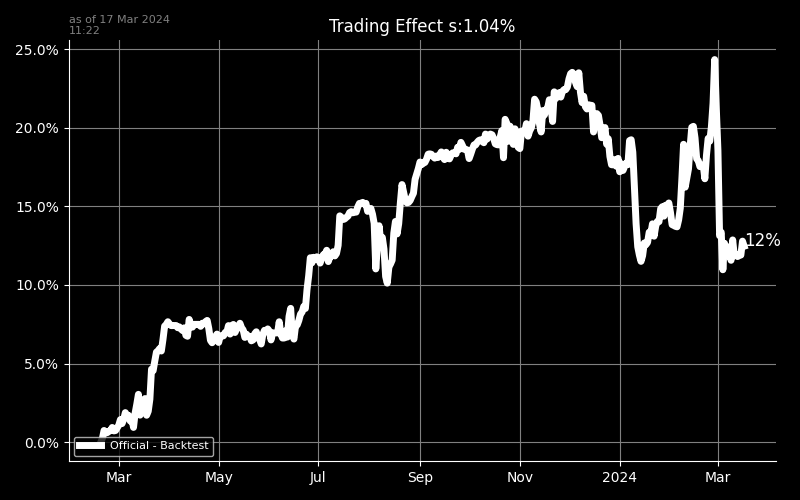 as of 17 Mar 2024
11:22
Trading Effect s:1.04%
25.0%
20.0%
15.0%
10.0%
5.0%
0.0%
12%
Official - Backtest
Mar May Jul Sep Nov 2024 Mar